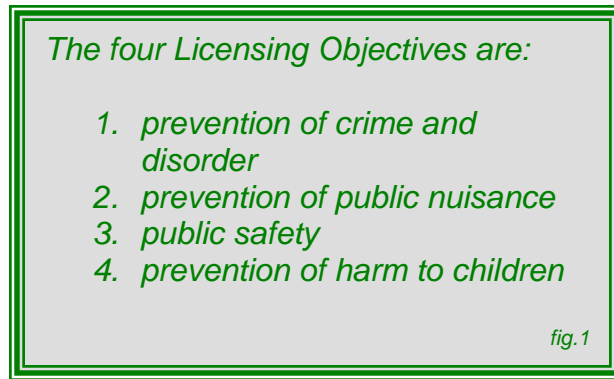 The four Licensing Objectives are:
1. prevention of crime and
disorder
2. prevention of public nuisance
3. public safety
4. prevention of harm to children
fig.1